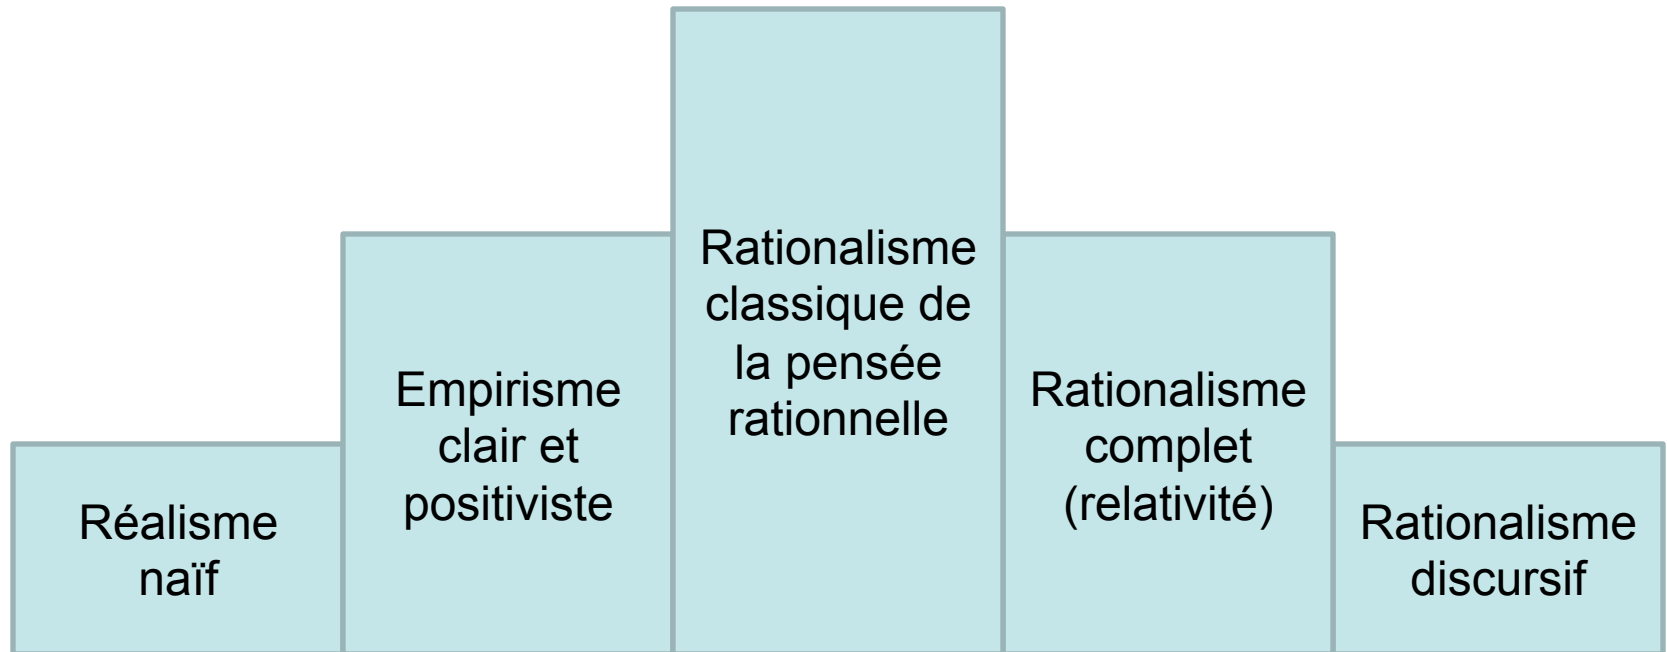 Réalisme
naïf
Empirisme
clair et
positiviste
Rationalisme
classique de
la pensée
rationnelle
Rationalisme
complet
(relativité)
Rationalisme
discursif